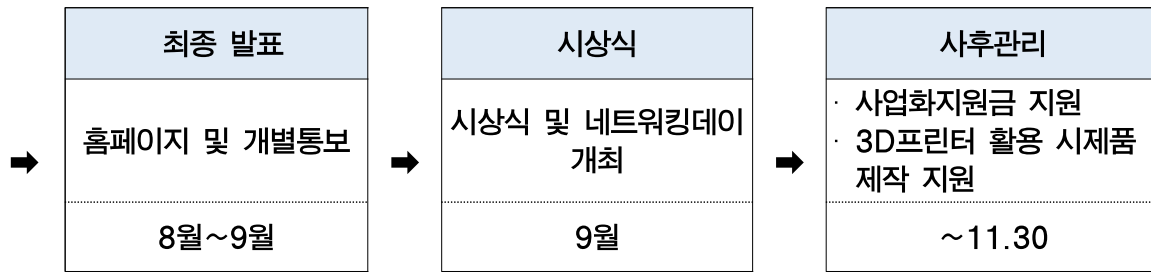 ➡
최종 발표
홈페이지 및 개별통보
8월~9월
➡
시상식
시상식 및 네트워킹데이
개최
9월
➡
사후관리
· 사업화지원금 지원
· 3D프린터 활용 시제품
제작 지원
~11.30